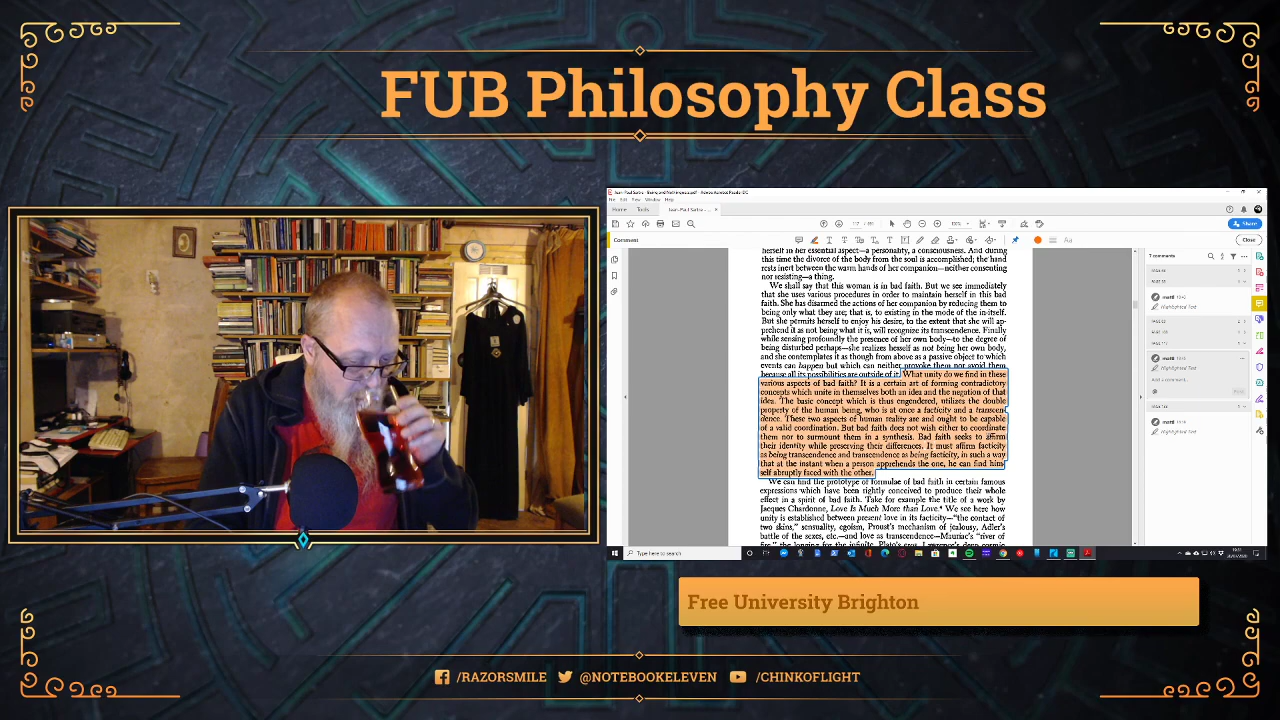 FUB Philosophy Class
Home Tools
Share
Comment
Close
7 comments
herself in her essential aspect—a personality, a consciousness. And during
this time the divorce of the body from the soul is accomplished; the hand
rests inert between the warm hands of her companion—neither consenting
nor resisting—a thing.
We shall say that this woman is in bad faith. But we see immediately
that she uses various procedures in order to maintain herself in this bad
faith. She has disarmed the actions of her companion by reducing them to
being only what they are; that is, to existing in the mode of the in-itself.
But she permits herself to enjoy his desire, to the extent that she will ap-
prehend it as not being what it is, will recognize its transcendence. Finally
while sensing profoundly the presence of her own body—to the degree of
being disturbed perhaps—she realizes herself as not being her own body,
and she contemplates it as though from above as a passive object to which
events can happen but which can neither provoke them nor avoid them
because all its possibilities are outside of it. What unity do we find in these
various aspects of bad faith? It is a certain art of forming contradictory
concepts which unite in themselves both an idea and the negation of that
idea. The basic concept which is thus engendered, utilizes the double
property of the human being, who is at once a facticity and a transcen-
dence. These two aspects of human reality are and ought to be capable
of a valid coordination. But bad faith does not wish either to coordinate
them nor to surmount them in a synthesis. Bad faith seeks to affirm
their identity while preserving their differences. It must affirm facticity
as being transcendence and transcendence as being facticity, in such a way
that at the instant when a person apprehends the one, he can find him-
self abruptly faced with the other.
We can find the prototype of formulae of bad faith in certain famous
expressions which have been rightly conceived to produce their whole
effect in a spirit of bad faith. Take for example the title of a work by
Jacques Chardonne, Love Is Much More than Love.⁴ We see here how
unity is established between present love in its facticity—"the contact of
two skins," sensuality, egoism, Proust's mechanism of jealousy, Adler's
battle of the sexes, etc.—and love as transcendence—Mauriac's "river of
Highlighted Text
Highlighted Text
Highlighted Text
Type here to search
Free University Brighton
/RAZORSMILE @NOTEBOOKELEVEN /CHINKOFLIGHT